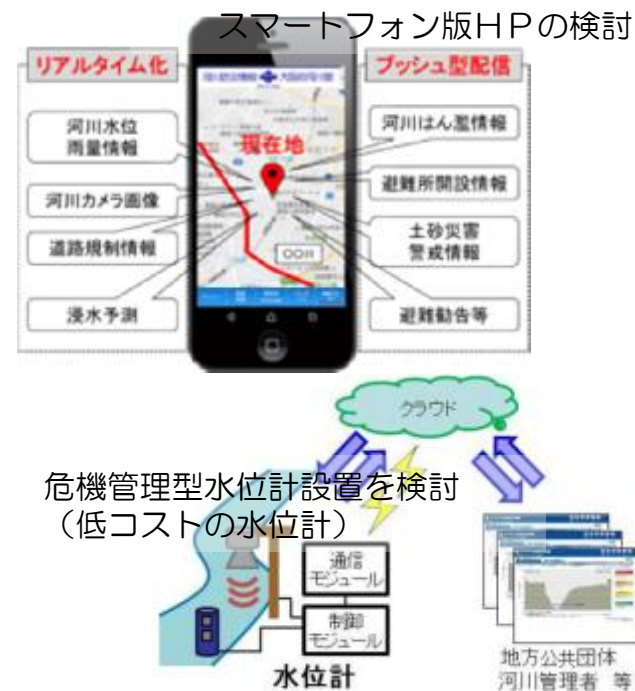 スマートフォン版HPの検討
リアルタイム化
プッシュ型配信
河川水位
雨量情報
河川カメラ画像
道路規制情報
浸水予測
現在地
〇〇川
河川はん濫情報
避難所開設情報
土砂災害
警戒情報
避難勧告等
クラウド
危機管理型水位計設置を検討
(低コストの水位計)
通信
モジュール
制御
モジュール
水位計
地方公共団体
河川管理者 等